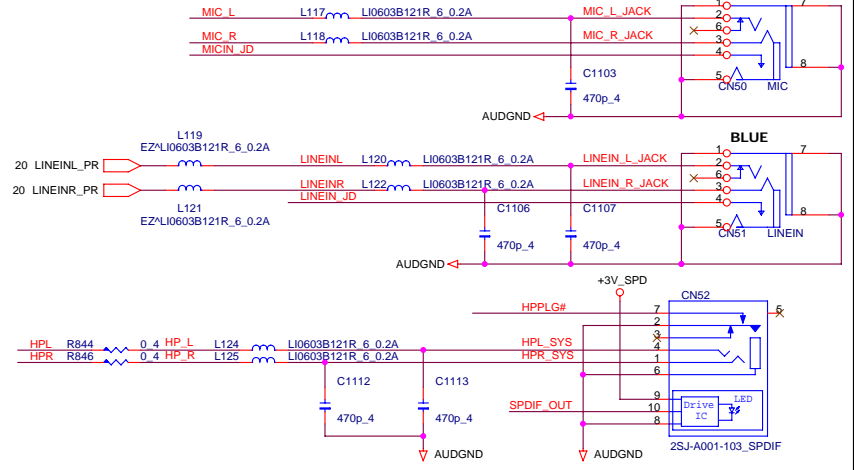 1 7
MIC_L L117 LI0603B121R_6_0.2A MIC_L_JACK 2
6
MIC_R L118 LI0603B121R_6_0.2A MIC_R_JACK 3
MICIN_JD 4
8
C1103 5
CN50 MIC
470p_4
AUDGND
BLUE
L119
EZ^LI0603B121R_6_0.2A
1 7
20 LINEINL_PR LINEINL L120 LI0603B121R_6_0.2A LINEIN_L_JACK 2
6
20 LINEINR_PR LINEINR L122 LI0603B121R_6_0.2A LINEIN_R_JACK 3
LINEIN_JD 4
L121 C1106 C1107 8
EZ^LI0603B121R_6_0.2A 5
CN51 LINEIN
470p_4 470p_4
AUDGND
+3V_SPD
CN52
HPPLG# 7 5
2
3
HPL R844 0_4 HP_L L124 LI0603B121R_6_0.2A HPL_SYS 4
HPR R846 0_4 HP_R L125 LI0603B121R_6_0.2A HPR_SYS 1
6
C1112 C1113
9 LED
SPDIF_OUT 10 Drive
IC
470p_4 470p_4 8
2SJ-A001-103_SPDIF
AUDGND AUDGND